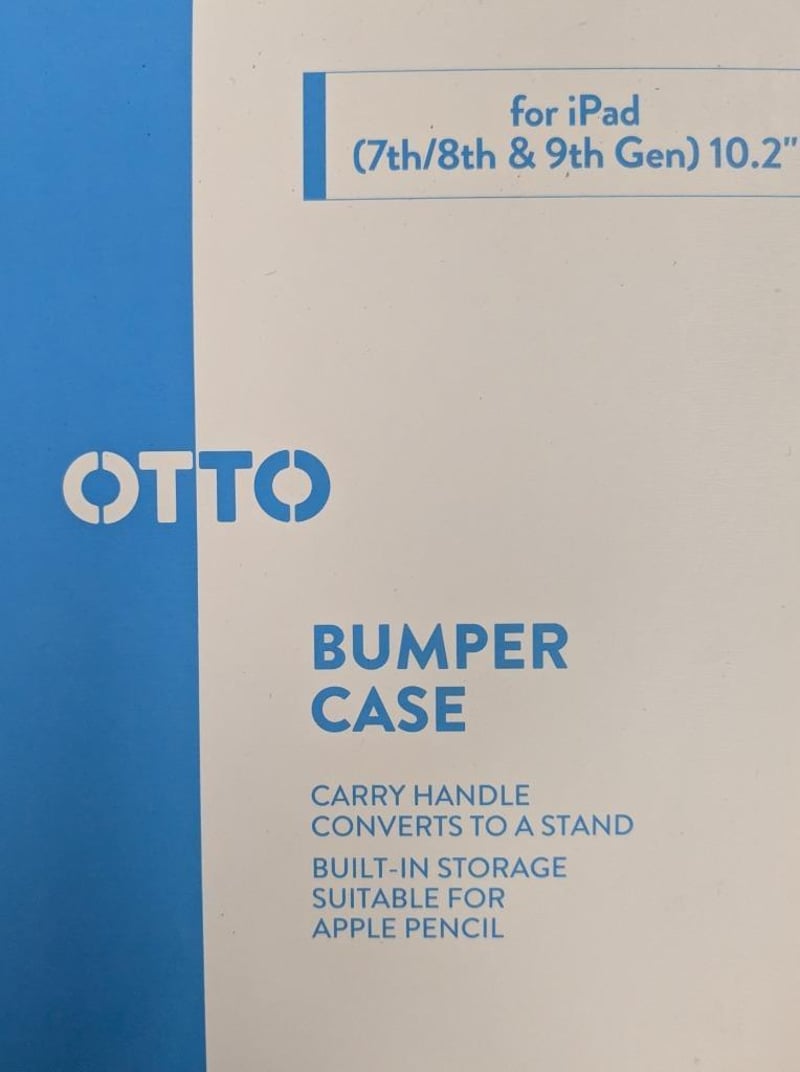 for iPad
(7th/8th & 9th Gen) 10.2"
OTTO
BUMPER
CASE
CARRY HANDLE
CONVERTS TO A STAND
BUILT-IN STORAGE
SUITABLE FOR
APPLE PENCIL